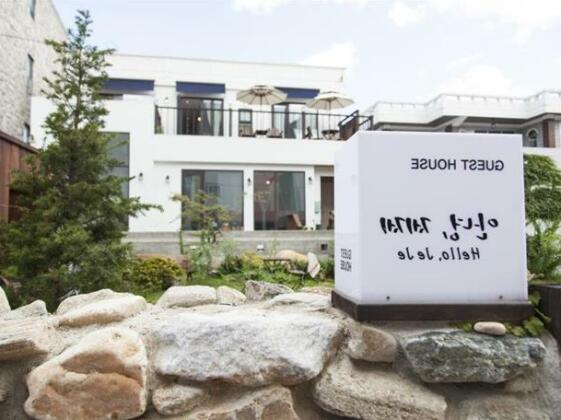 GUEST HOUSE
안녕, 제제
Hello, JeJe
GUEST
HOUSE